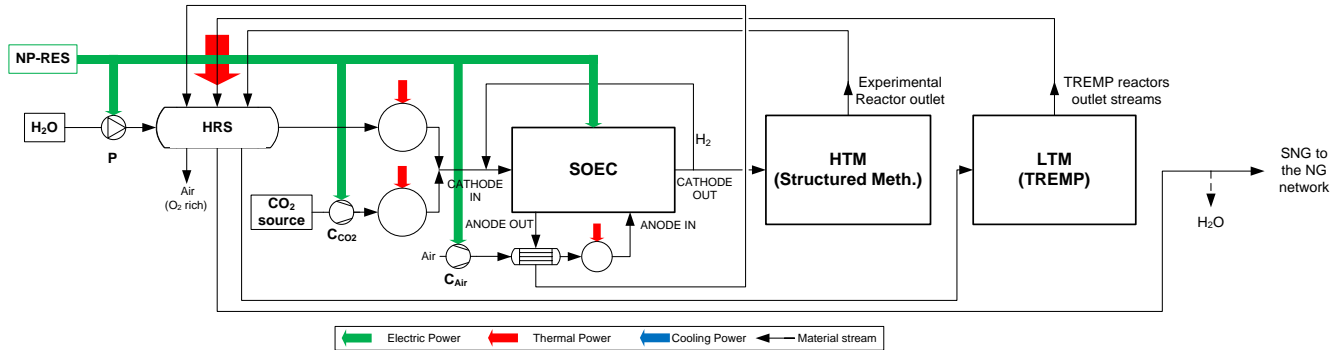 NP-RES
H₂O
P
HRS
Air
(O₂ rich)
CO₂
source
C_CO2
Air
C_Air
CATHODE
IN
SOEC
H₂
CATHODE
OUT
ANODE OUT
ANODE IN
Experimental
Reactor outlet
HTM
(Structured Meth.)
TREMP reactors
outlet streams
LTM
(TREMP)
SNG to
the NG
network
H₂O
Electric Power
Thermal Power
Cooling Power
Material stream